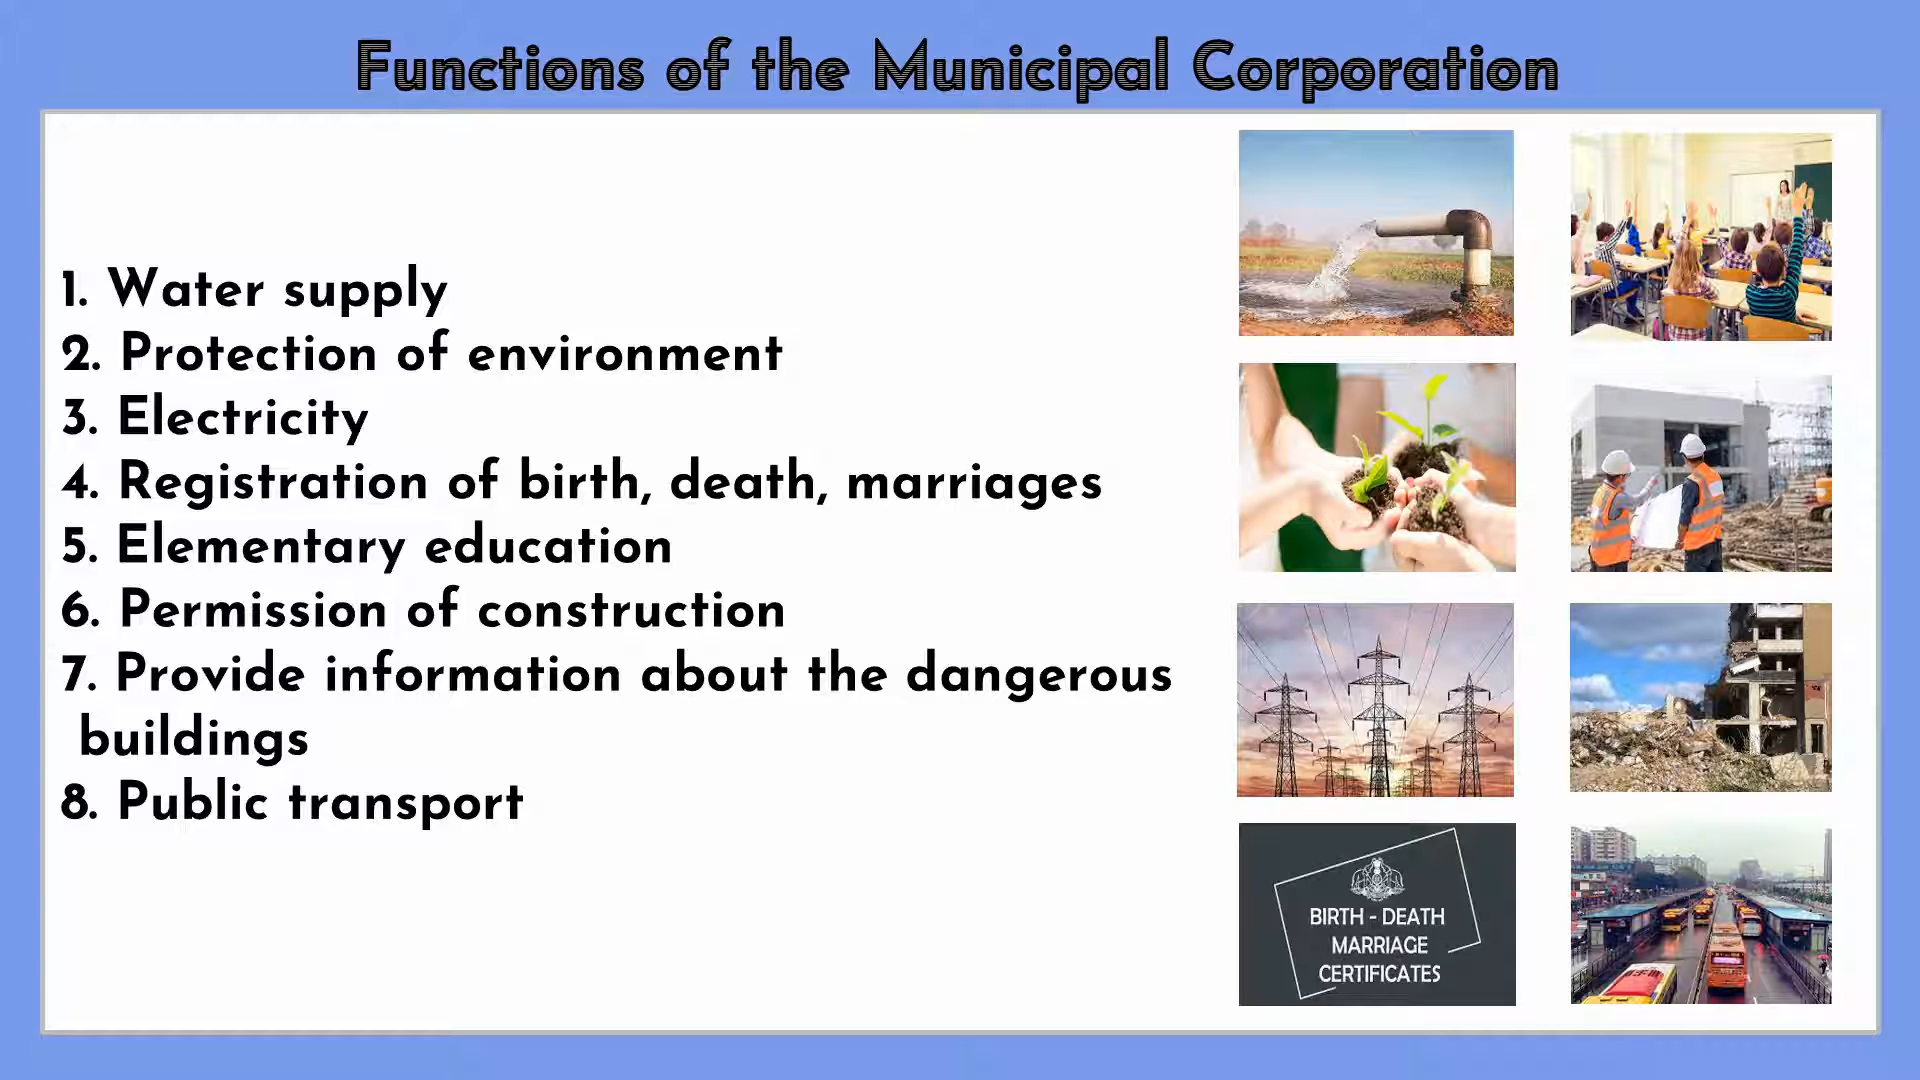 Functions of the Municipal Corporation
1. Water supply
2. Protection of environment
3. Electricity
4. Registration of birth, death, marriages
5. Elementary education
6. Permission of construction
7. Provide information about the dangerous
buildings
8. Public transport
BIRTH - DEATH
MARRIAGE
CERTIFICATES